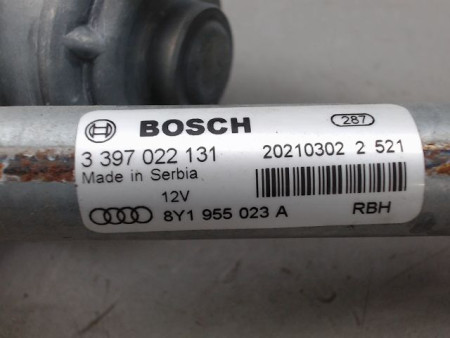 BOSCH 287
3 397 022 131 20210302 2 521
Made in Serbia
12V
8Y1 955 023 A RBH